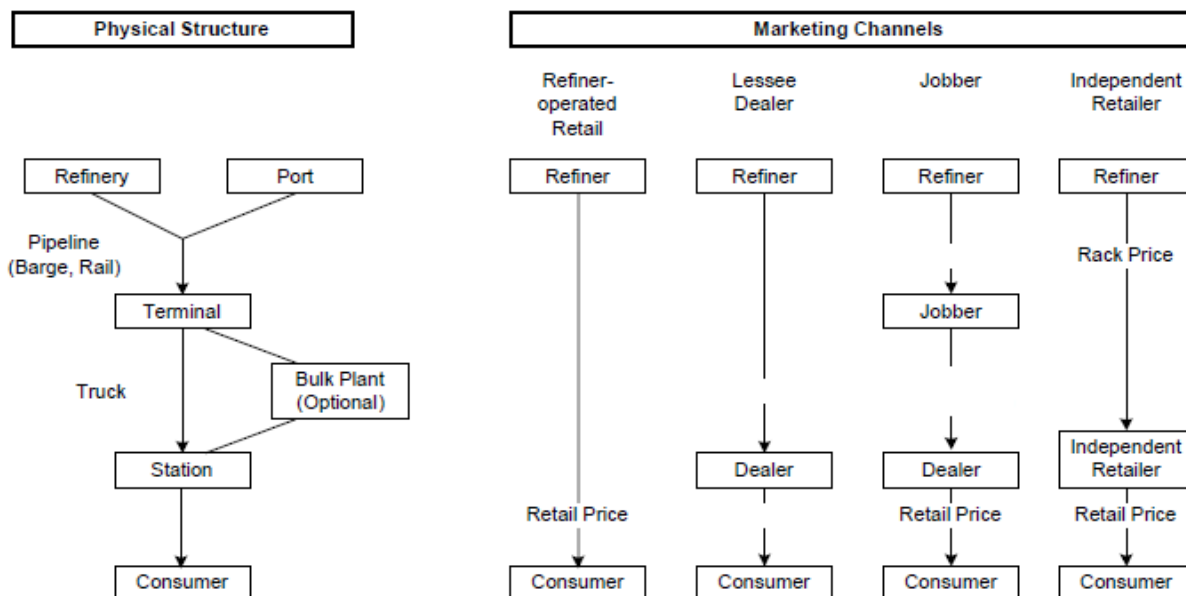 Physical Structure
Marketing Channels
Refiner-
operated
Retail
Lessee
Dealer
Jobber
Independent
Retailer
Refinery
Port
Refiner
Refiner
Refiner
Refiner
Pipeline
(Barge, Rail)
Rack Price
Terminal
Jobber
Truck
Bulk Plant
(Optional)
Station
Dealer
Dealer
Independent
Retailer
Retail Price
Retail Price
Retail Price
Consumer
Consumer
Consumer
Consumer
Consumer